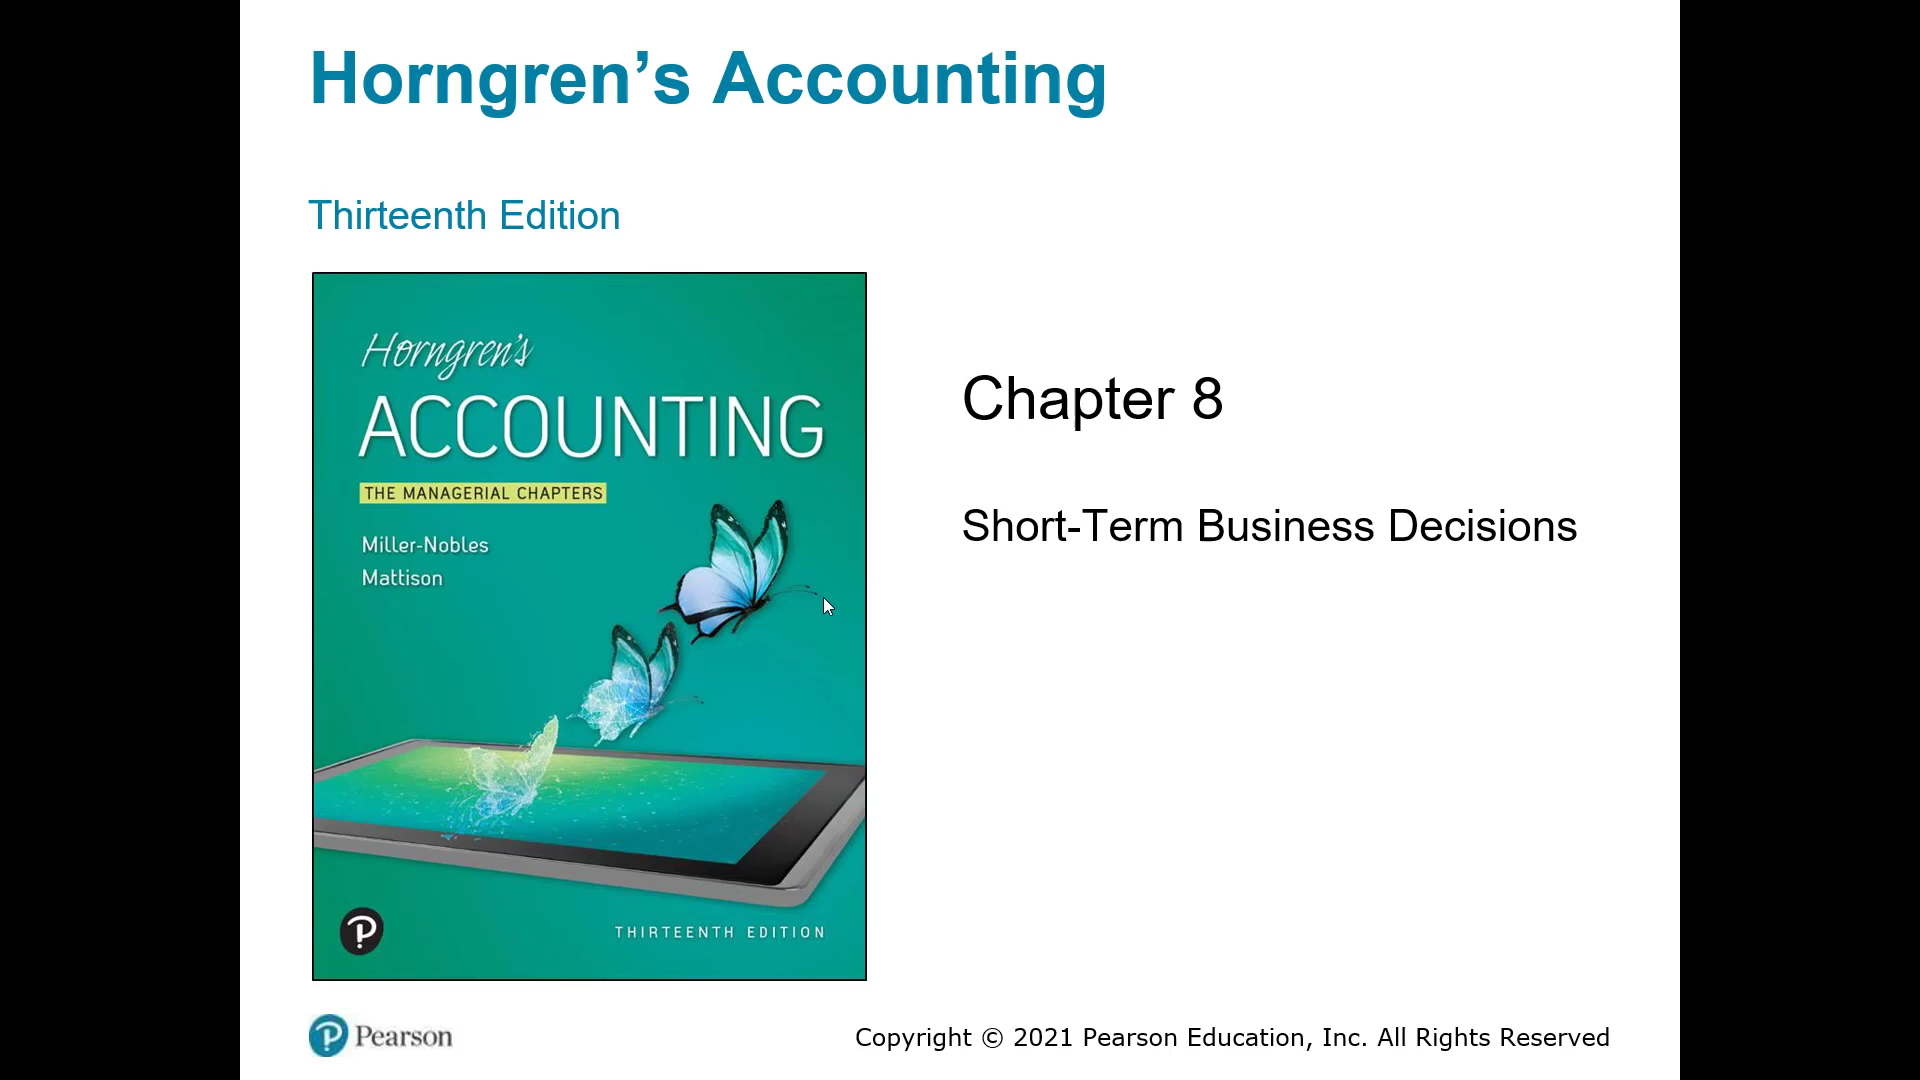 Horngren’s Accounting
Thirteenth Edition
Horngren's
ACCOUNTING
THE MANAGERIAL CHAPTERS
Miller-Nobles
Mattison
THIRTEENTH EDITION
Chapter 8
Short-Term Business Decisions
Pearson
Copyright © 2021 Pearson Education, Inc. All Rights Reserved